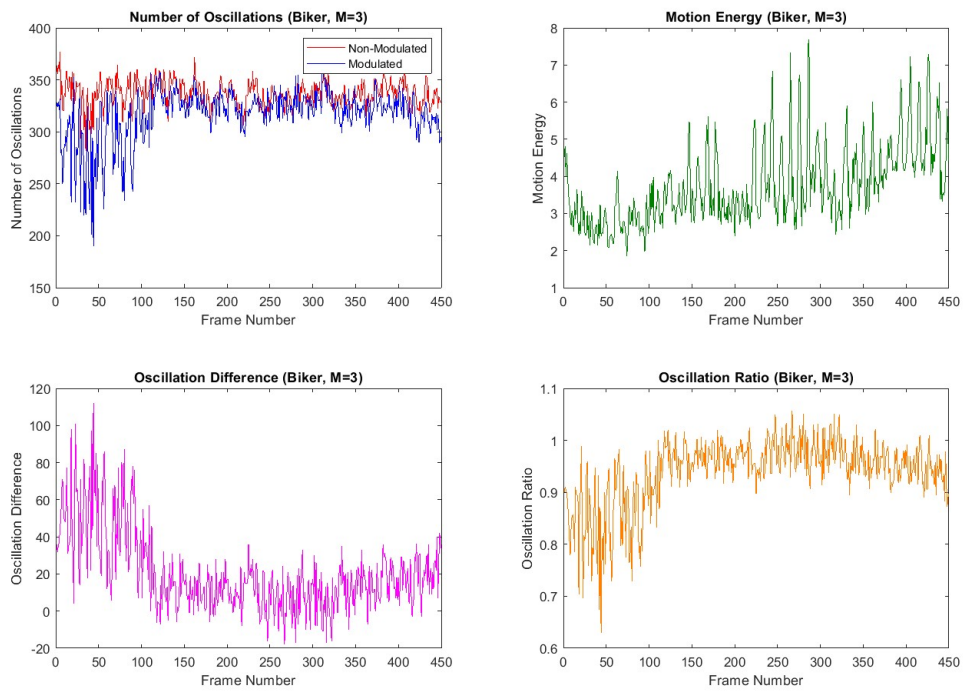 Number of Oscillations (Biker, M=3)
400
350
300
250
200
150
Number of Oscillations
Non-Modulated
Modulated
0 50 100 150 200 250 300 350 400 450
Frame Number
Motion Energy (Biker, M=3)
8
7
6
5
4
3
2
1
Motion Energy
0 50 100 150 200 250 300 350 400 450
Frame Number
Oscillation Difference (Biker, M=3)
120
100
80
60
40
20
0
-20
Oscillation Difference
0 50 100 150 200 250 300 350 400 450
Frame Number
Oscillation Ratio (Biker, M=3)
1.1
1
0.9
0.8
0.7
0.6
Oscillation Ratio
0 50 100 150 200 250 300 350 400 450
Frame Number